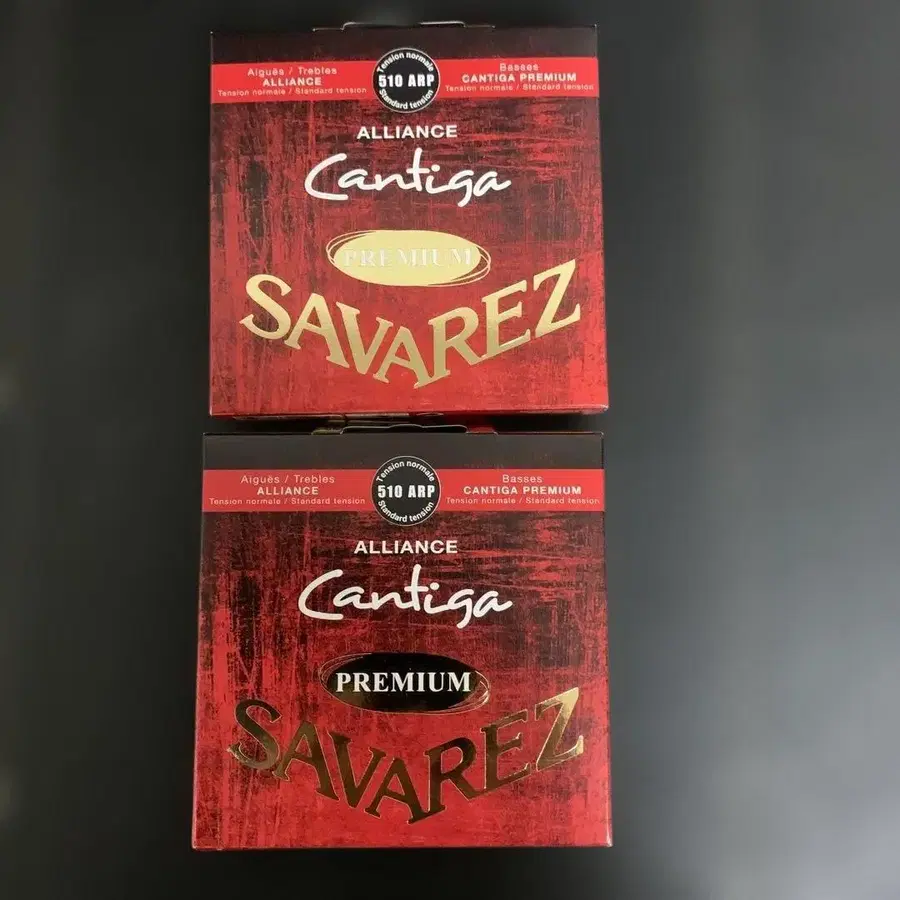 Aiguës / Trebles
ALLIANCE
Tension normale / Standard tension
Tension normale
510 ARP
Standard tension
Basses
CANTIGA PREMIUM
Tension normale / Standard tension
ALLIANCE
Cantiga
PREMIUM
SAVAREZ
Aiguës / Trebles
ALLIANCE
Tension normale / Standard tension
Tension normale
510 ARP
Standard tension
Basses
CANTIGA PREMIUM
Tension normale / Standard tension
ALLIANCE
Cantiga
PREMIUM
SAVAREZ